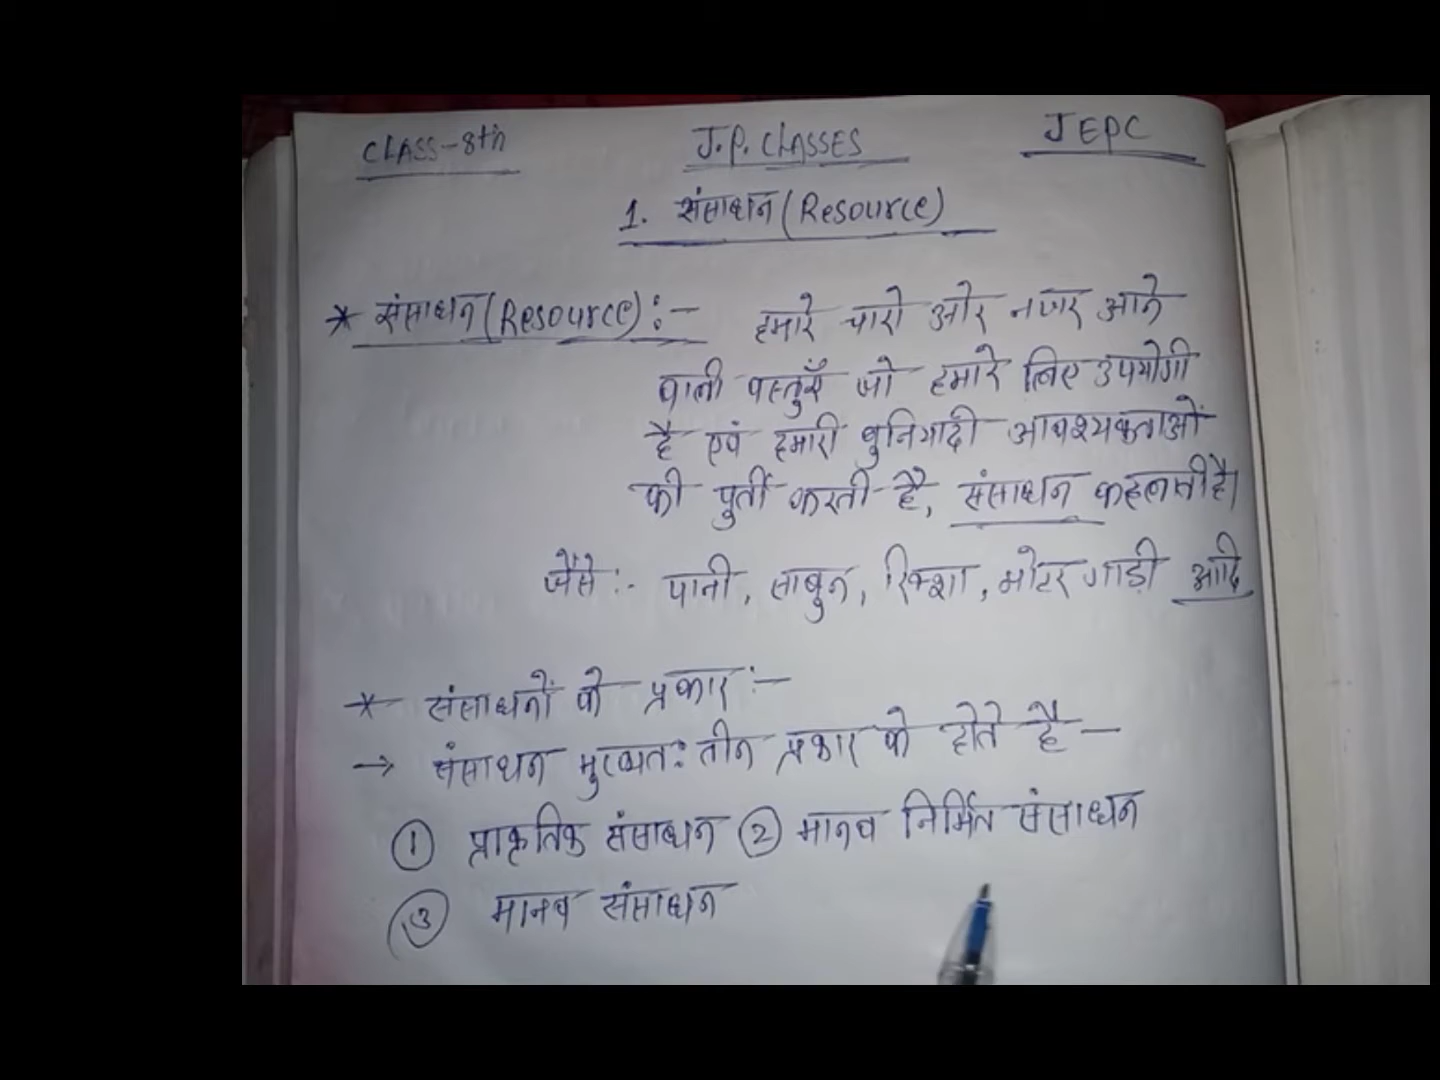 CLASS-8th J.P. CLASSES JEPC
1. संसाधन (Resource)
* संसाधन (Resource) :- हमारे चारो ओर नजर आने
वाली वस्तुएँ जो हमारे लिए उपयोगी
है एवं हमारी बुनियादी आवश्यकताओं
की पुर्ती करती है, संसाधन कहलाती है।
जैसे :- पानी, साबुन, रिक्शा, मोटर गाड़ी आदि
* संसाधनों के प्रकार :-
→ संसाधन मुख्यतः तीन प्रकार के होते है –
① प्राकृतिक संसाधन ② मानव निर्मित संसाधन
③ मानव संसाधन